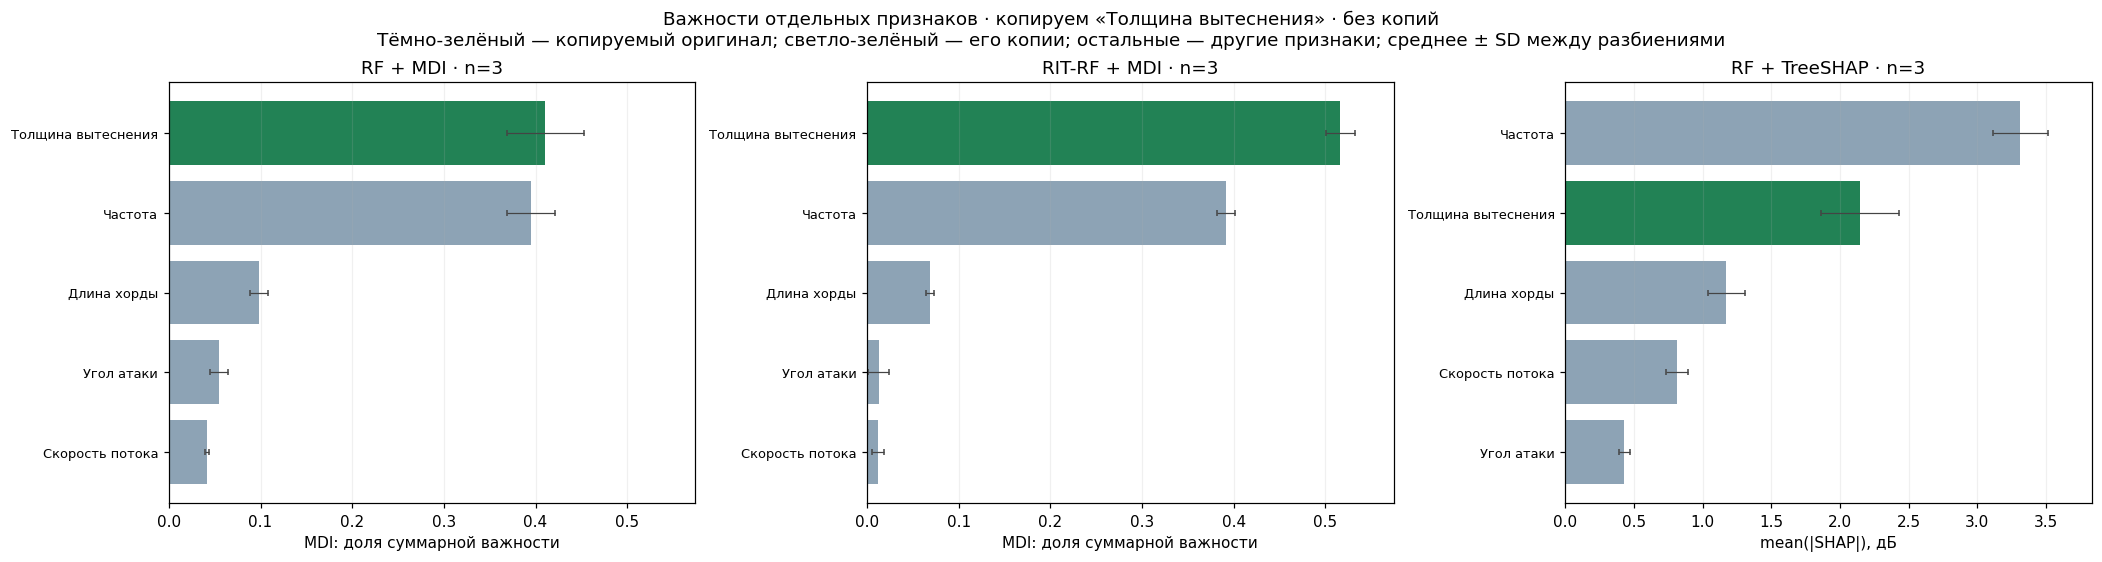 Важности отдельных признаков · копируем «Толщина вытеснения» · без копий
Тёмно-зелёный — копируемый оригинал; светло-зелёный — его копии; остальные — другие признаки; среднее ± SD между разбиениями
RF + MDI · n=3
Толщина вытеснения
Частота
Длина хорды
Угол атаки
Скорость потока
0.0 0.1 0.2 0.3 0.4 0.5
MDI: доля суммарной важности
RIT-RF + MDI · n=3
Толщина вытеснения
Частота
Длина хорды
Угол атаки
Скорость потока
0.0 0.1 0.2 0.3 0.4 0.5
MDI: доля суммарной важности
RF + TreeSHAP · n=3
Частота
Толщина вытеснения
Длина хорды
Скорость потока
Угол атаки
0.0 0.5 1.0 1.5 2.0 2.5 3.0 3.5
mean(|SHAP|), дБ